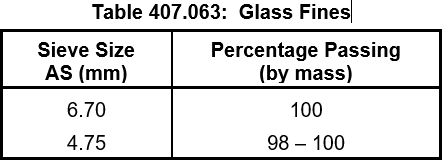 Table 407.063: Glass Fines
Sieve Size AS (mm) Percentage Passing (by mass)
6.70 100
4.75 98 – 100